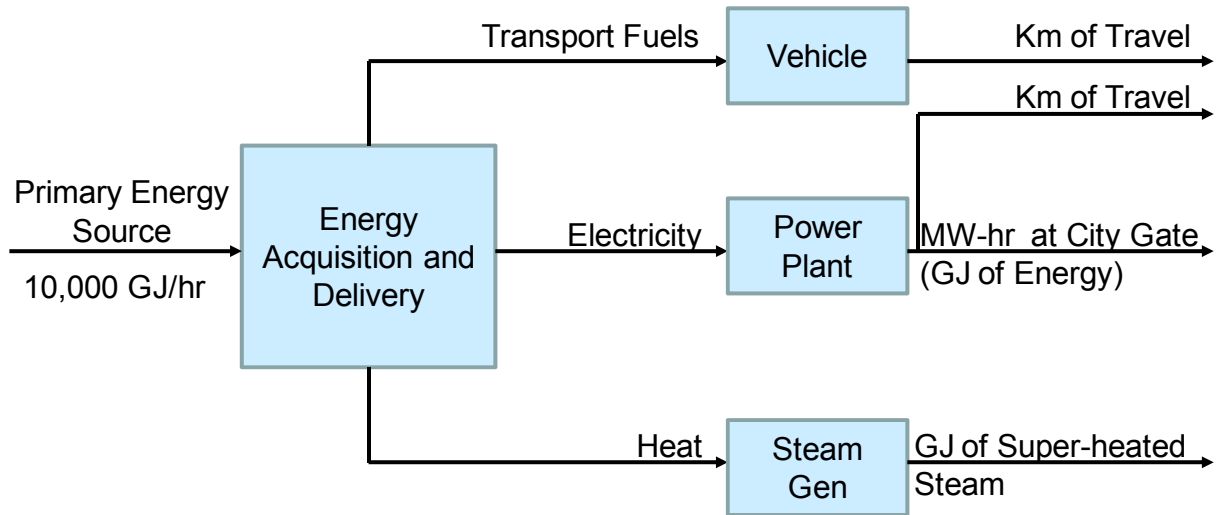 Transport Fuels
Vehicle
Km of Travel
Km of Travel
Primary Energy
Source
10,000 GJ/hr
Energy
Acquisition and
Delivery
Electricity
Power
Plant
MW-hr at City Gate
(GJ of Energy)
Heat
Steam
Gen
GJ of Super-heated
Steam